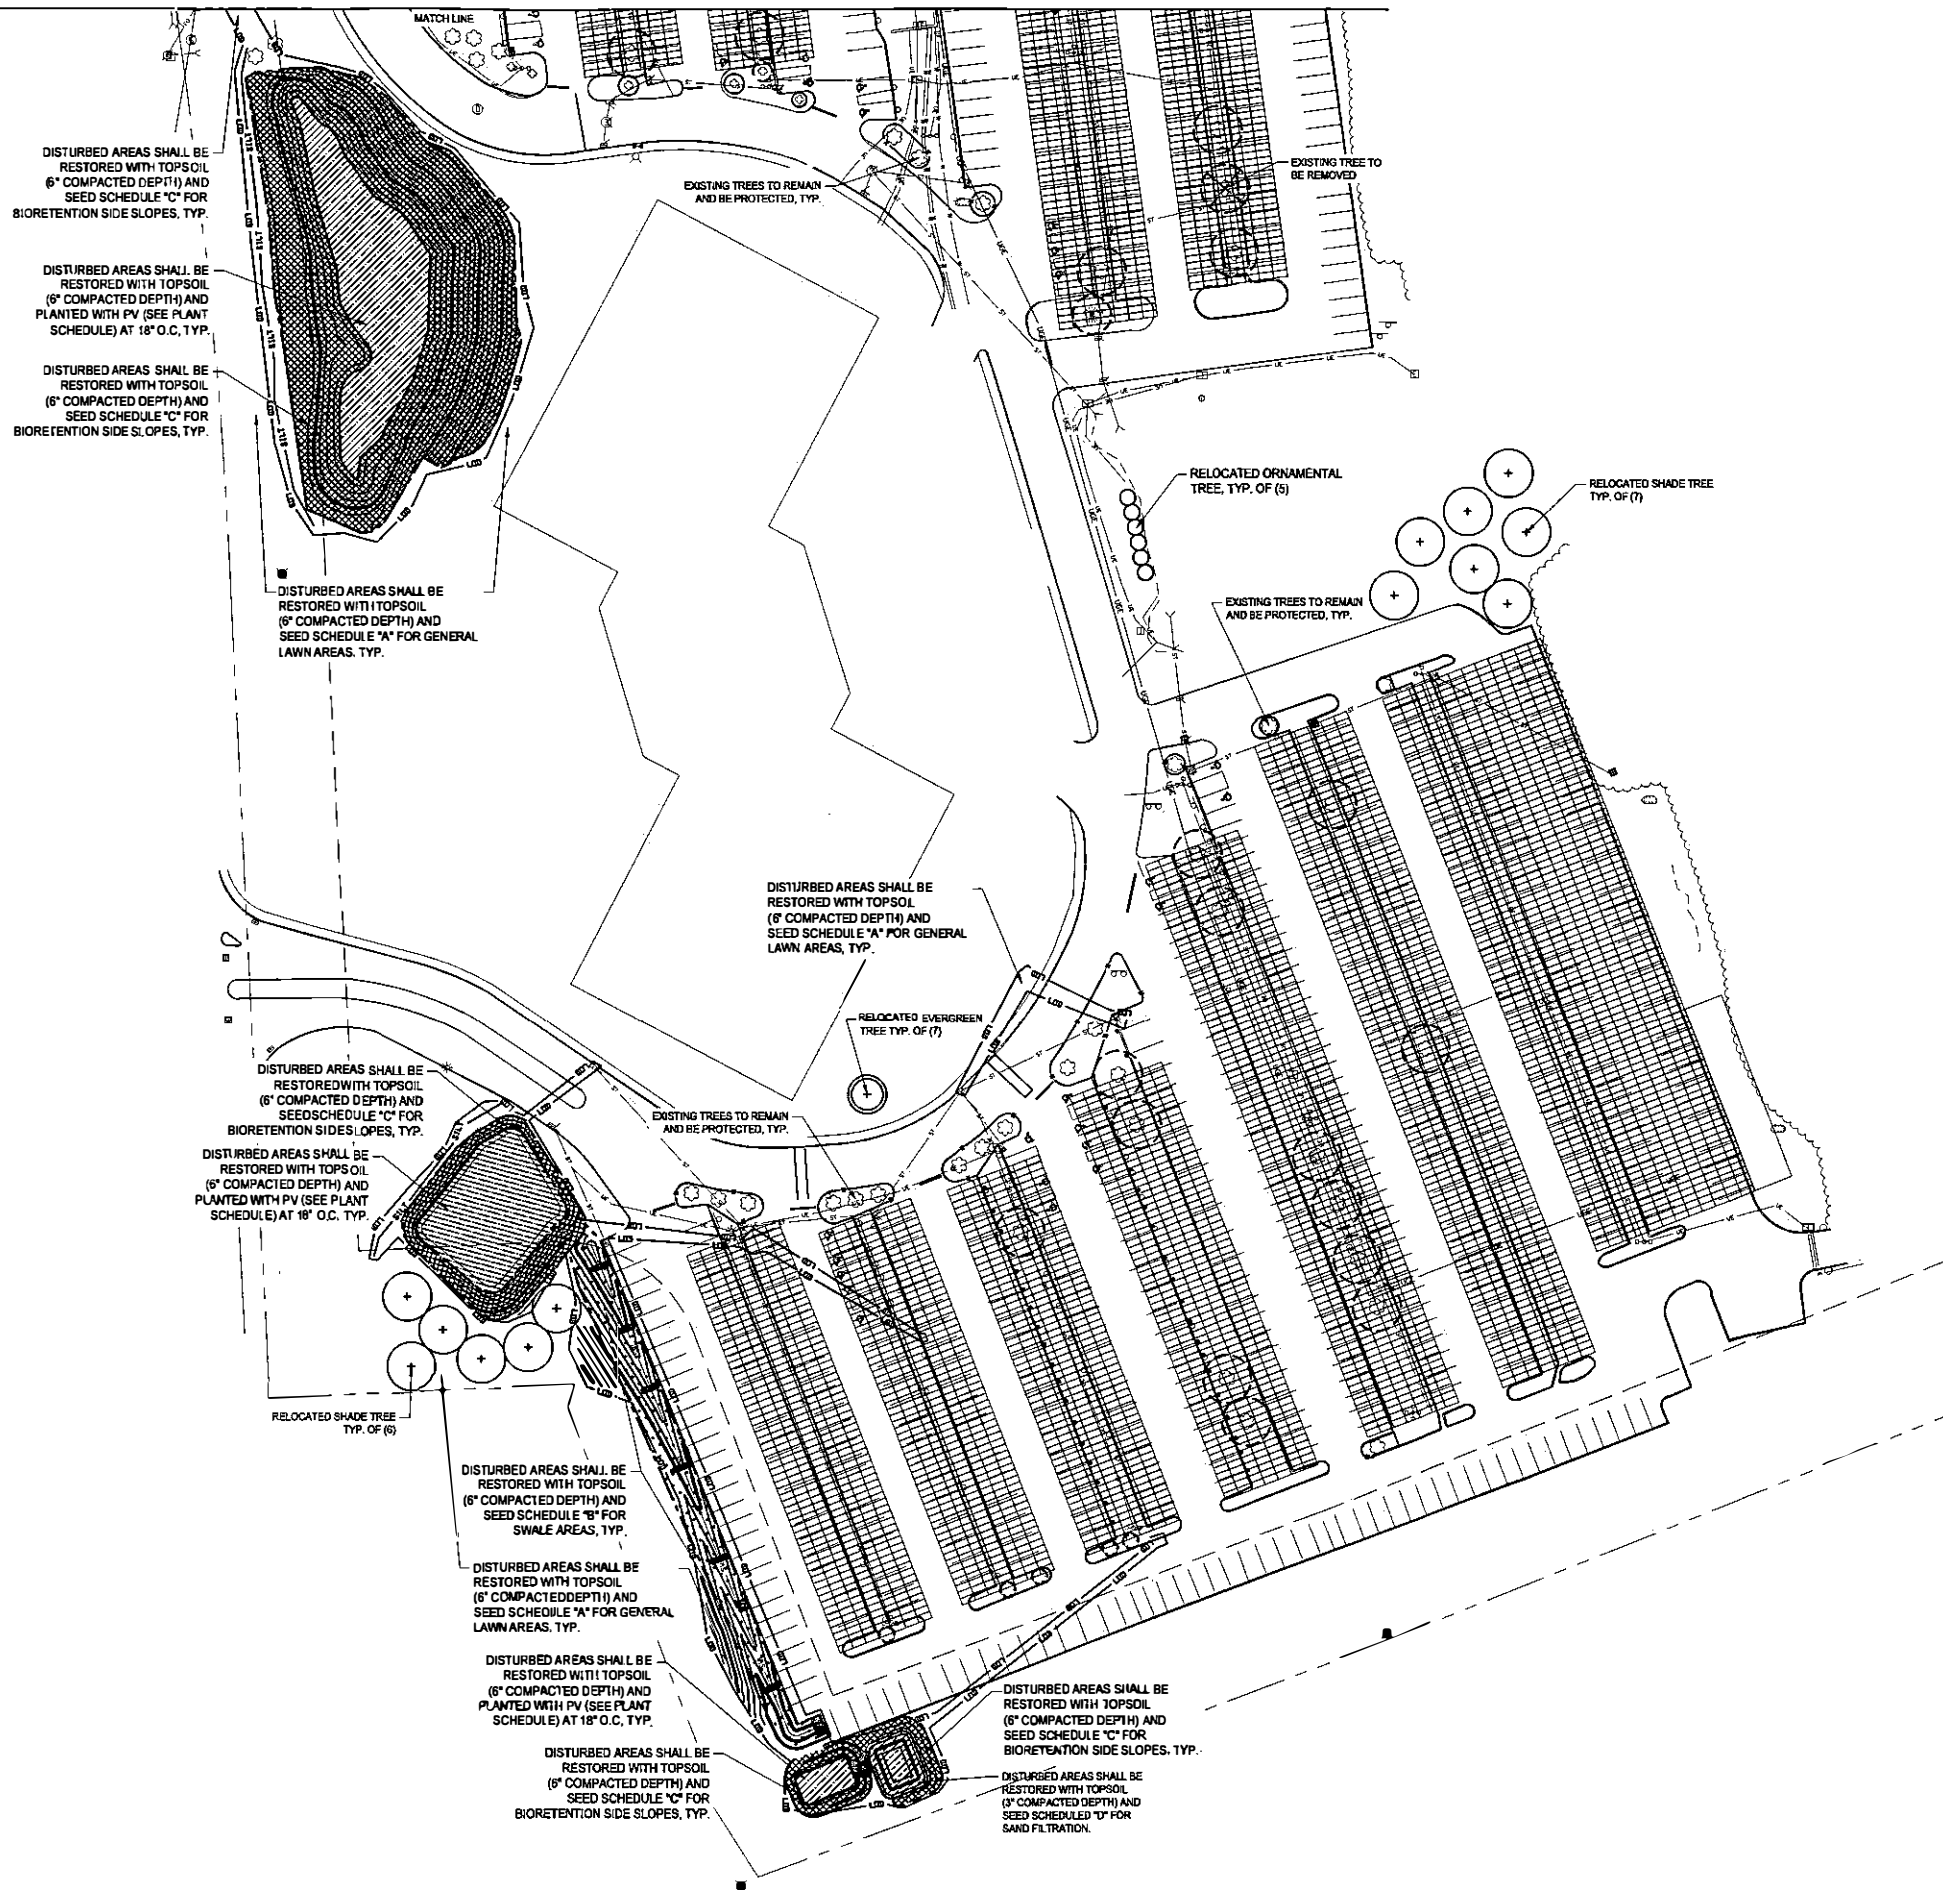 MATCH LINE
DISTURBED AREAS SHALL BE
RESTORED WITH TOPSOIL
(6" COMPACTED DEPTH) AND
SEED SCHEDULE "C" FOR
BIORETENTION SIDE SLOPES, TYP.
EXISTING TREES TO REMAIN
AND BE PROTECTED, TYP.
EXISTING TREE TO
BE REMOVED
DISTURBED AREAS SHALL BE
RESTORED WITH TOPSOIL
(6" COMPACTED DEPTH) AND
PLANTED WITH PV (SEE PLANT
SCHEDULE) AT 18" O.C, TYP.
DISTURBED AREAS SHALL BE
RESTORED WITH TOPSOIL
(6" COMPACTED DEPTH) AND
SEED SCHEDULE "C" FOR
BIORETENTION SIDE SLOPES, TYP.
RELOCATED ORNAMENTAL
TREE, TYP. OF (5)
RELOCATED SHADE TREE
TYP. OF (7)
DISTURBED AREAS SHALL BE
RESTORED WITH TOPSOIL
(6" COMPACTED DEPTH) AND
SEED SCHEDULE "A" FOR GENERAL
LAWN AREAS, TYP.
EXISTING TREES TO REMAIN
AND BE PROTECTED, TYP.
DISTURBED AREAS SHALL BE
RESTORED WITH TOPSOIL
(6" COMPACTED DEPTH) AND
SEED SCHEDULE "A" FOR GENERAL
LAWN AREAS, TYP.
RELOCATED EVERGREEN
TREE TYP. OF (7)
DISTURBED AREAS SHALL BE
RESTORED WITH TOPSOIL
(6" COMPACTED DEPTH) AND
SEEDSCHEDULE "C" FOR
BIORETENTION SIDESLOPES, TYP.
EXISTING TREES TO REMAIN
AND BE PROTECTED, TYP.
DISTURBED AREAS SHALL BE
RESTORED WITH TOPSOIL
(6" COMPACTED DEPTH) AND
PLANTED WITH PV (SEE PLANT
SCHEDULE) AT 18" O.C, TYP.
RELOCATED SHADE TREE
TYP. OF (6)
DISTURBED AREAS SHALL BE
RESTORED WITH TOPSOIL
(6" COMPACTED DEPTH) AND
SEED SCHEDULE "B" FOR
SWALE AREAS, TYP.
DISTURBED AREAS SHALL BE
RESTORED WITH TOPSOIL
(6" COMPACTEDDEPTH) AND
SEED SCHEDULE "A" FOR GENERAL
LAWN AREAS, TYP.
DISTURBED AREAS SHALL BE
RESTORED WITH TOPSOIL
(6" COMPACTED DEPTH) AND
PLANTED WITH PV (SEE PLANT
SCHEDULE) AT 18" O.C, TYP.
DISTURBED AREAS SHALL BE
RESTORED WITH TOPSOIL
(6" COMPACTED DEPTH) AND
SEED SCHEDULE "C" FOR
BIORETENTION SIDE SLOPES, TYP.
DISTURBED AREAS SHALL BE
RESTORED WITH TOPSOIL
(6" COMPACTED DEPTH) AND
SEED SCHEDULE "C" FOR
BIORETENTION SIDE SLOPES, TYP.
DISTURBED AREAS SHALL BE
RESTORED WITH TOPSOIL
(3" COMPACTED DEPTH) AND
SEED SCHEDULED "D" FOR
SAND FILTRATION.